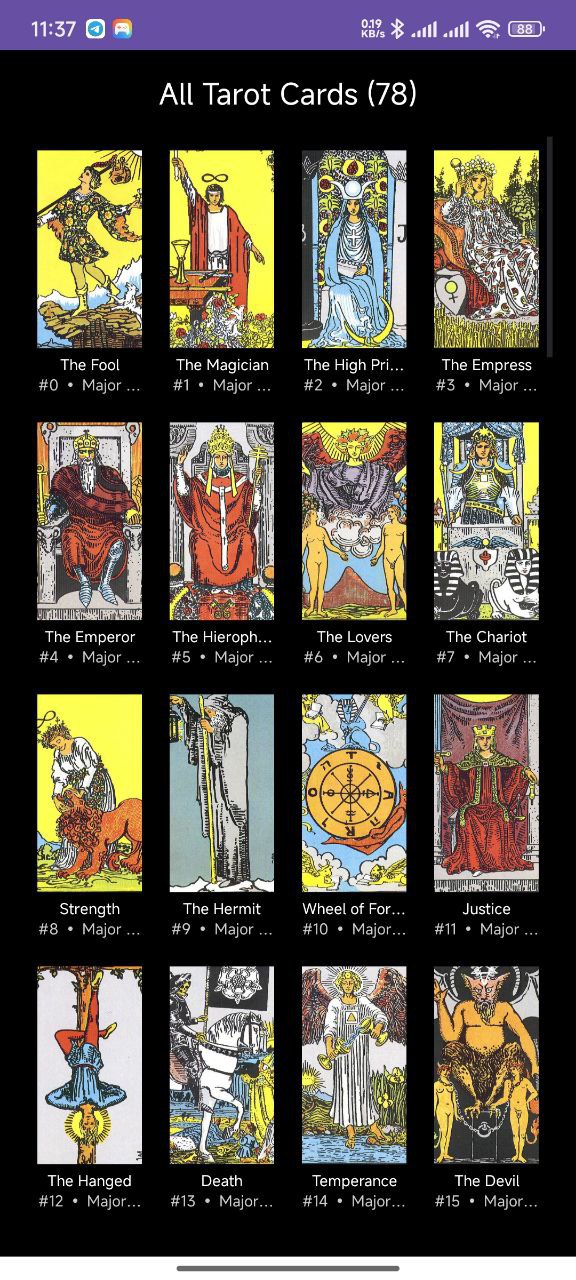 11:37 0.19 KB/s 88
All Tarot Cards (78)
The Fool The Magician The High Pri... The Empress
#0 • Major ... #1 • Major ... #2 • Major ... #3 • Major ...
The Emperor The Hieroph... The Lovers The Chariot
#4 • Major ... #5 • Major ... #6 • Major ... #7 • Major ...
Strength The Hermit Wheel of For... Justice
#8 • Major ... #9 • Major ... #10 • Major... #11 • Major ...
The Hanged Death Temperance The Devil
#12 • Major... #13 • Major... #14 • Major... #15 • Major...